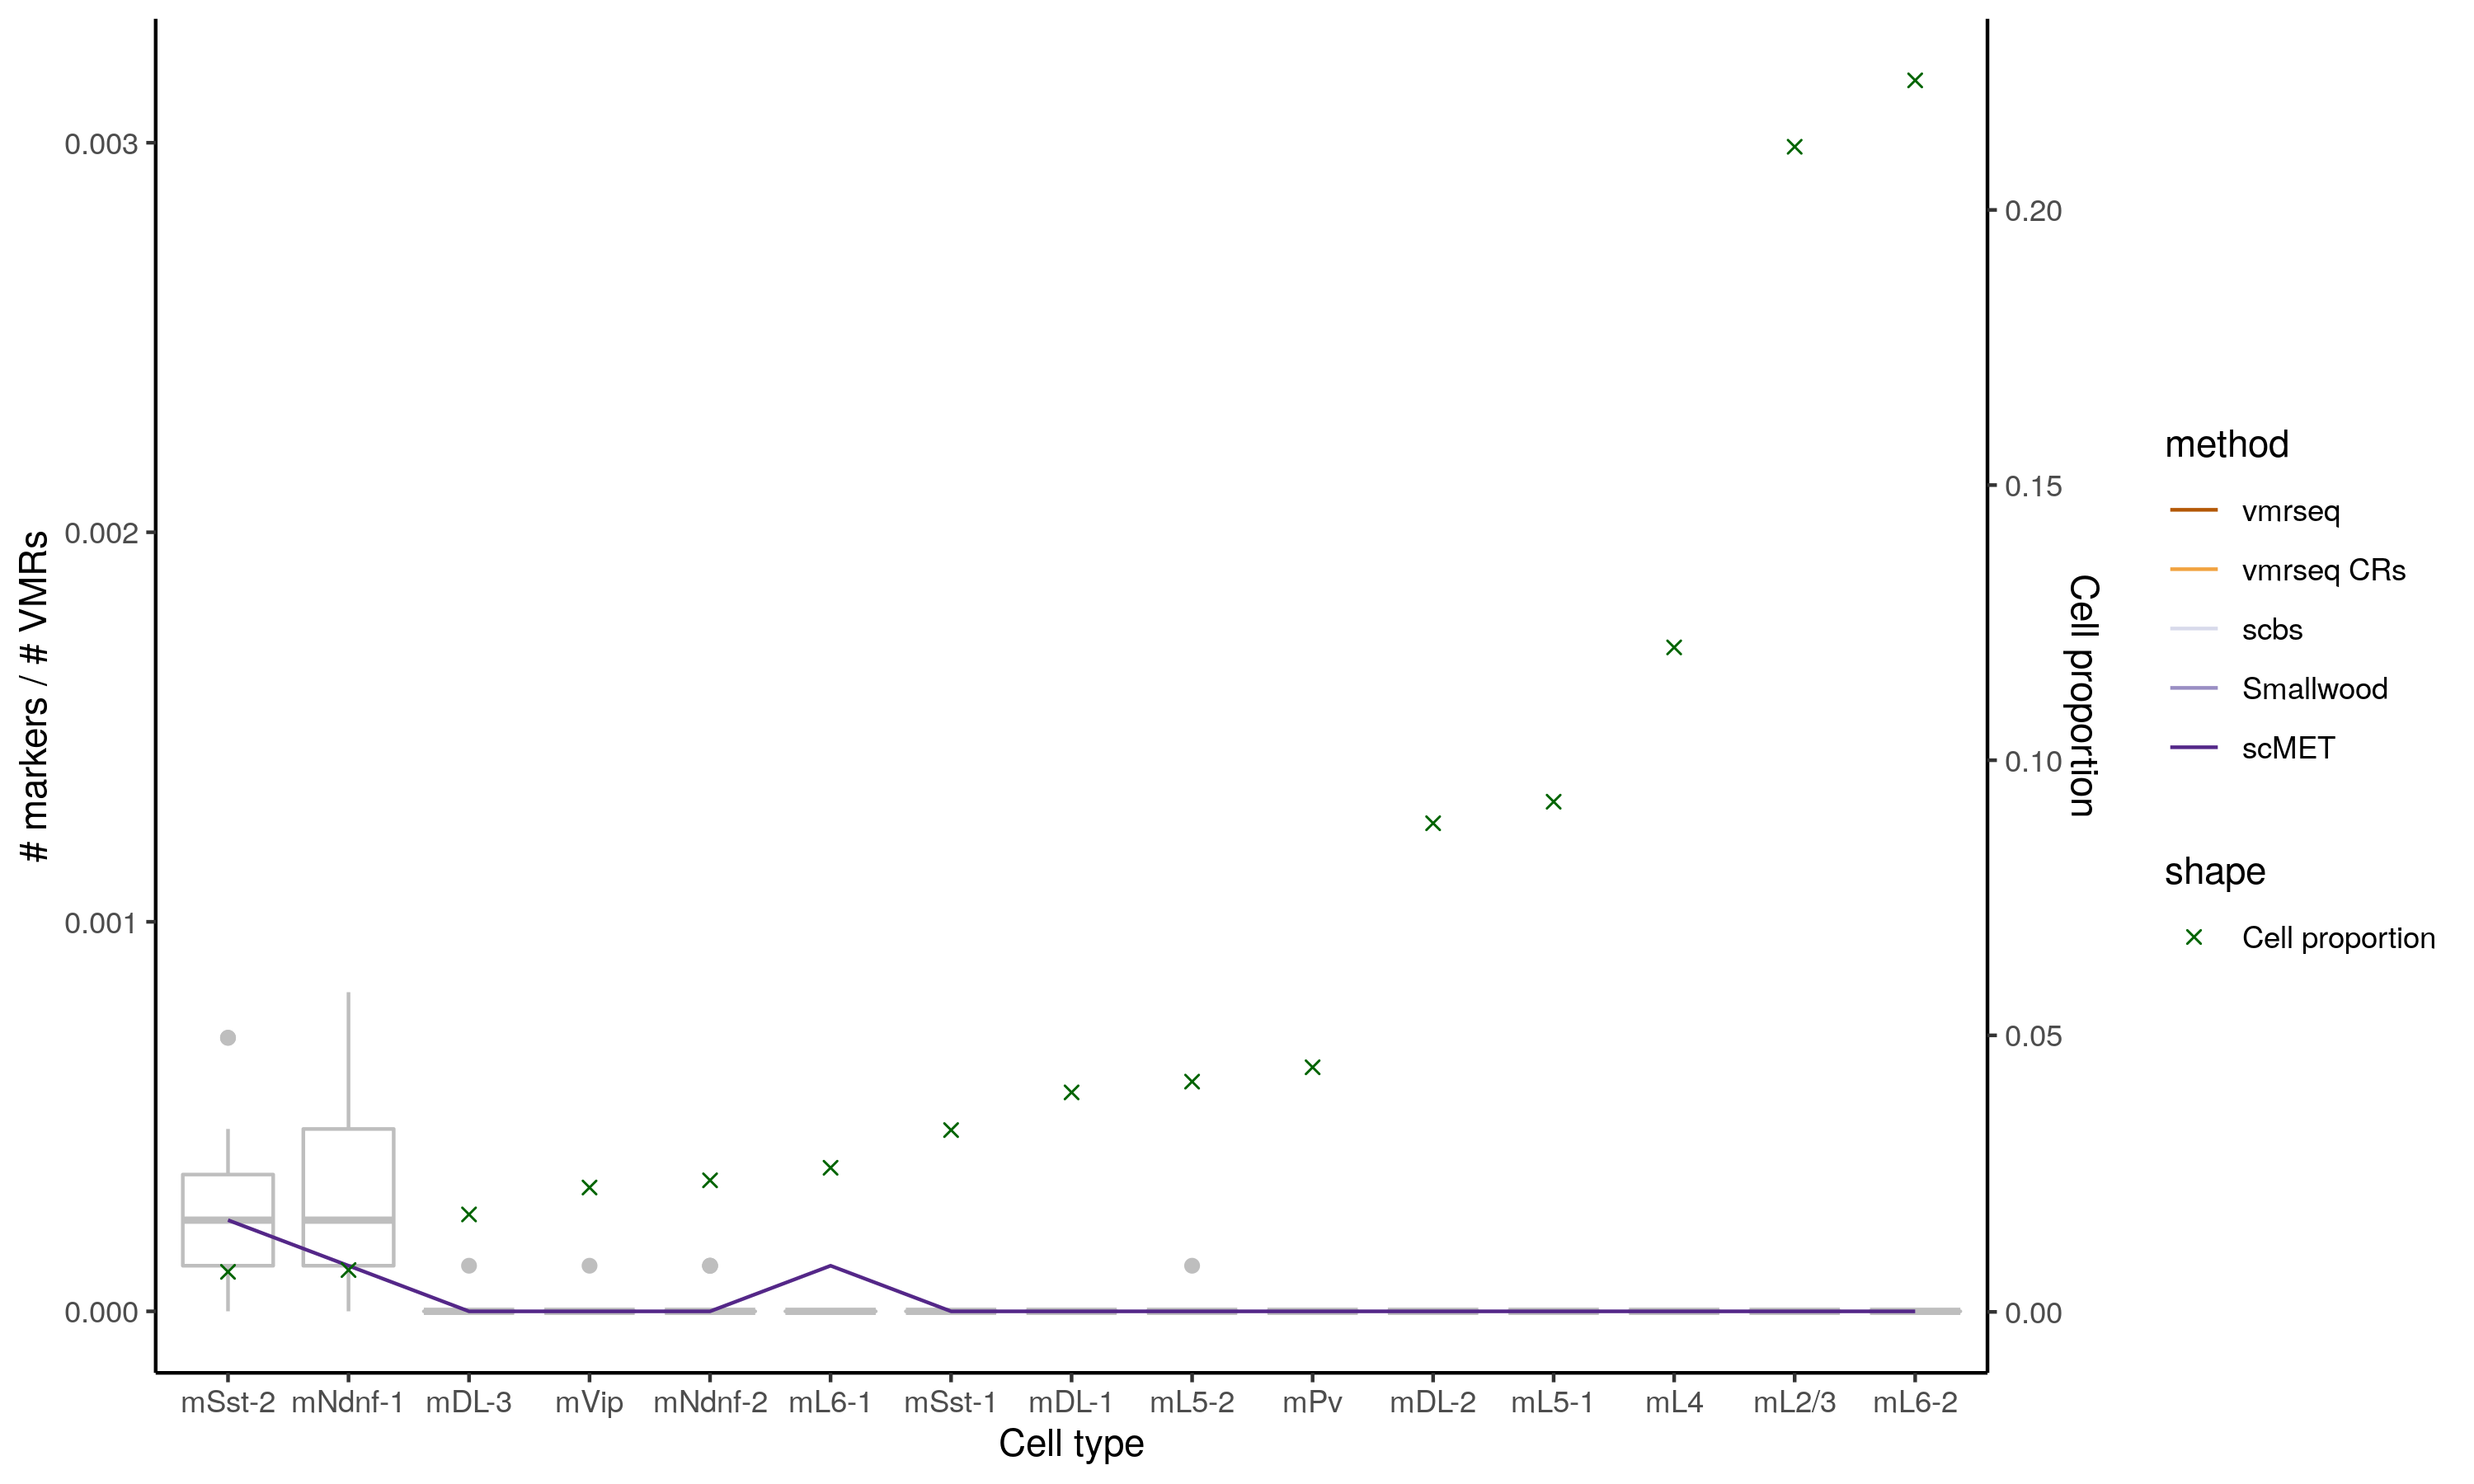 # markers / # VMRs
0.003
0.002
0.001
0.000
mSst-2
mNdnf-1
mDL-3
mVip
mNdnf-2
mL6-1
mSst-1
mDL-1
mL5-2
mPv
mDL-2
mL5-1
mL4
mL2/3
mL6-2
Cell type
0.20
0.15
0.10
0.05
0.00
Cell proportion
method
vmrseq
vmrseq CRs
scbs
Smallwood
scMET
shape
Cell proportion